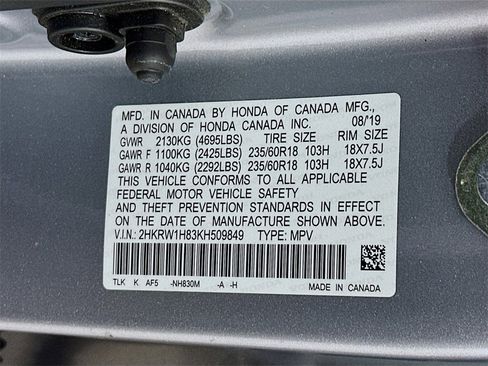 MFD. IN CANADA BY HONDA OF CANADA MFG.,
A DIVISION OF HONDA CANADA INC. 08/'19
GVWR 2130KG (4695LBS) TIRE SIZE RIM SIZE
GAWR F 1100KG (2425LBS) 235/60R18 103H 18X7.5J
GAWR R 1040KG (2292LBS) 235/60R18 103H 18X7.5J
THIS VEHICLE CONFORMS TO ALL APPLICABLE
FEDERAL MOTOR VEHICLE SAFETY
AND THEFT PREVENTION STANDARDS IN EFFECT
ON THE DATE OF MANUFACTURE SHOWN ABOVE.
V.I.N.: 2HKRW1H83KH509849 TYPE: MPV
TLK K AF5 -NH830M -A -H
MADE IN CANADA